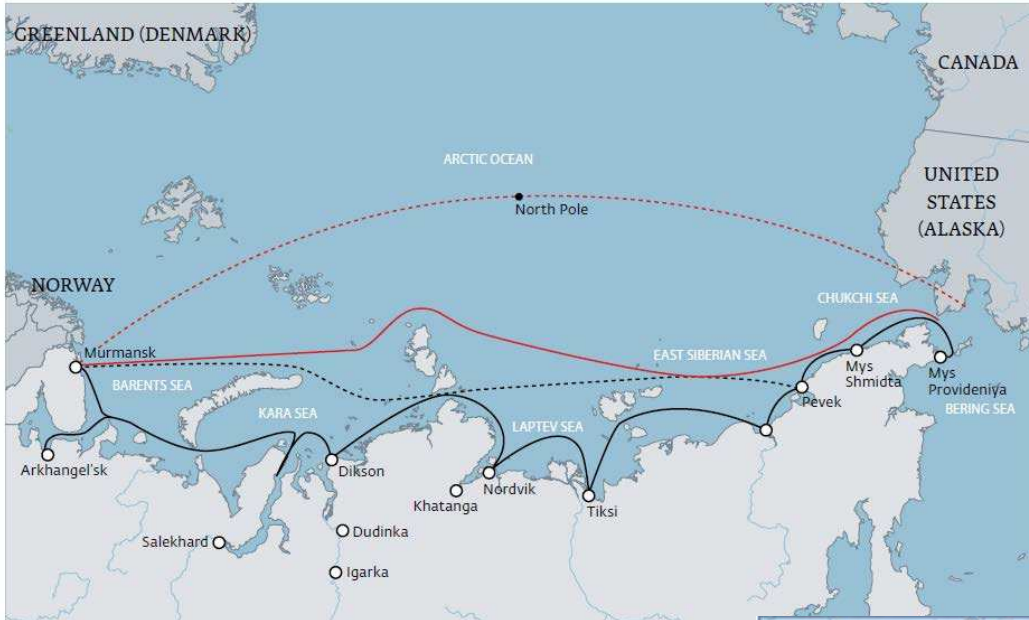 GREENLAND (DENMARK)
CANADA
ARCTIC OCEAN
UNITED
STATES
(ALASKA)
North Pole
NORWAY
CHUKCHI SEA
Murmansk
EAST SIBERIAN SEA
Mys
Shmidta
Mys
Provideniya
BARENTS SEA
Pevek
BERING SEA
KARA SEA
LAPTEV SEA
Arkhangel'sk
Dikson
Nordvik
Khatanga
Tiksi
Dudinka
Salekhard
Igarka